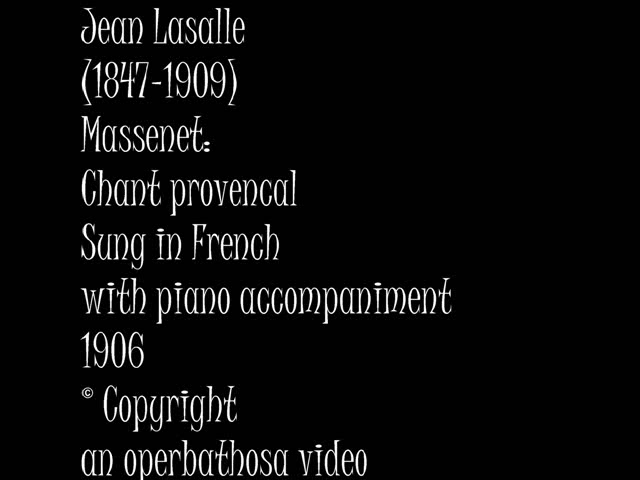 Jean Lasalle
(1847-1909)
Massenet:
Chant provencal
Sung in French
with piano accompaniment
1906
© Copyright
an operbathosa video